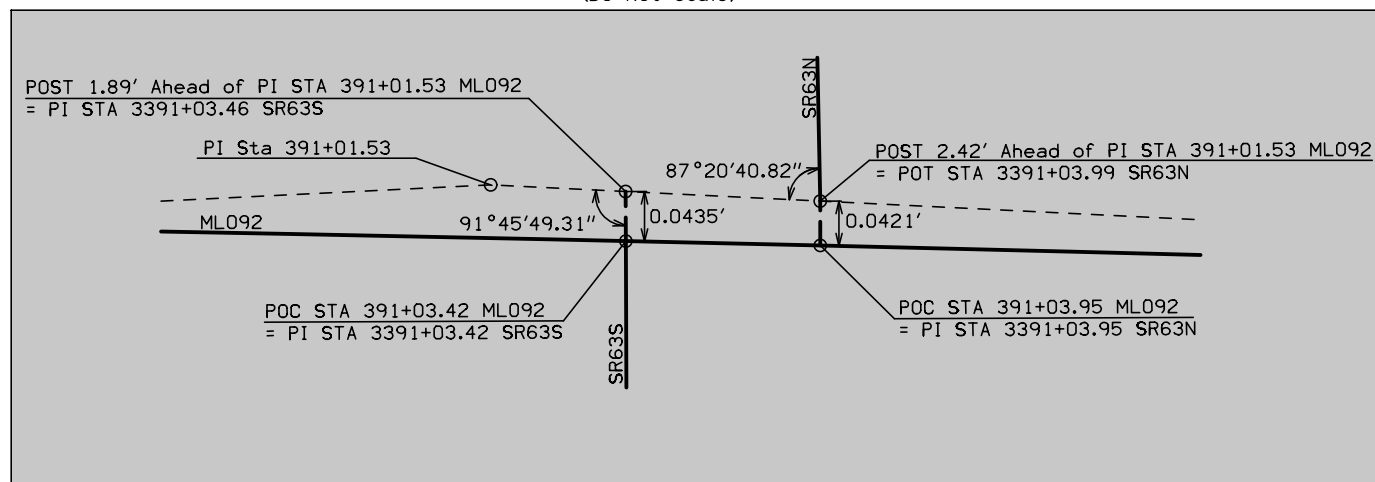 (Do Not Scale)
POST 1.89' Ahead of PI STA 391+01.53 ML092
= PI STA 3391+03.46 SR63S
PI Sta 391+01.53
SR63N
87°20'40.82"
POST 2.42' Ahead of PI STA 391+01.53 ML092
= POT STA 3391+03.99 SR63N
ML092
91°45'49.31"
0.0435'
0.0421'
POC STA 391+03.42 ML092
= PI STA 3391+03.42 SR63S
SR63S
POC STA 391+03.95 ML092
= PI STA 3391+03.95 SR63N